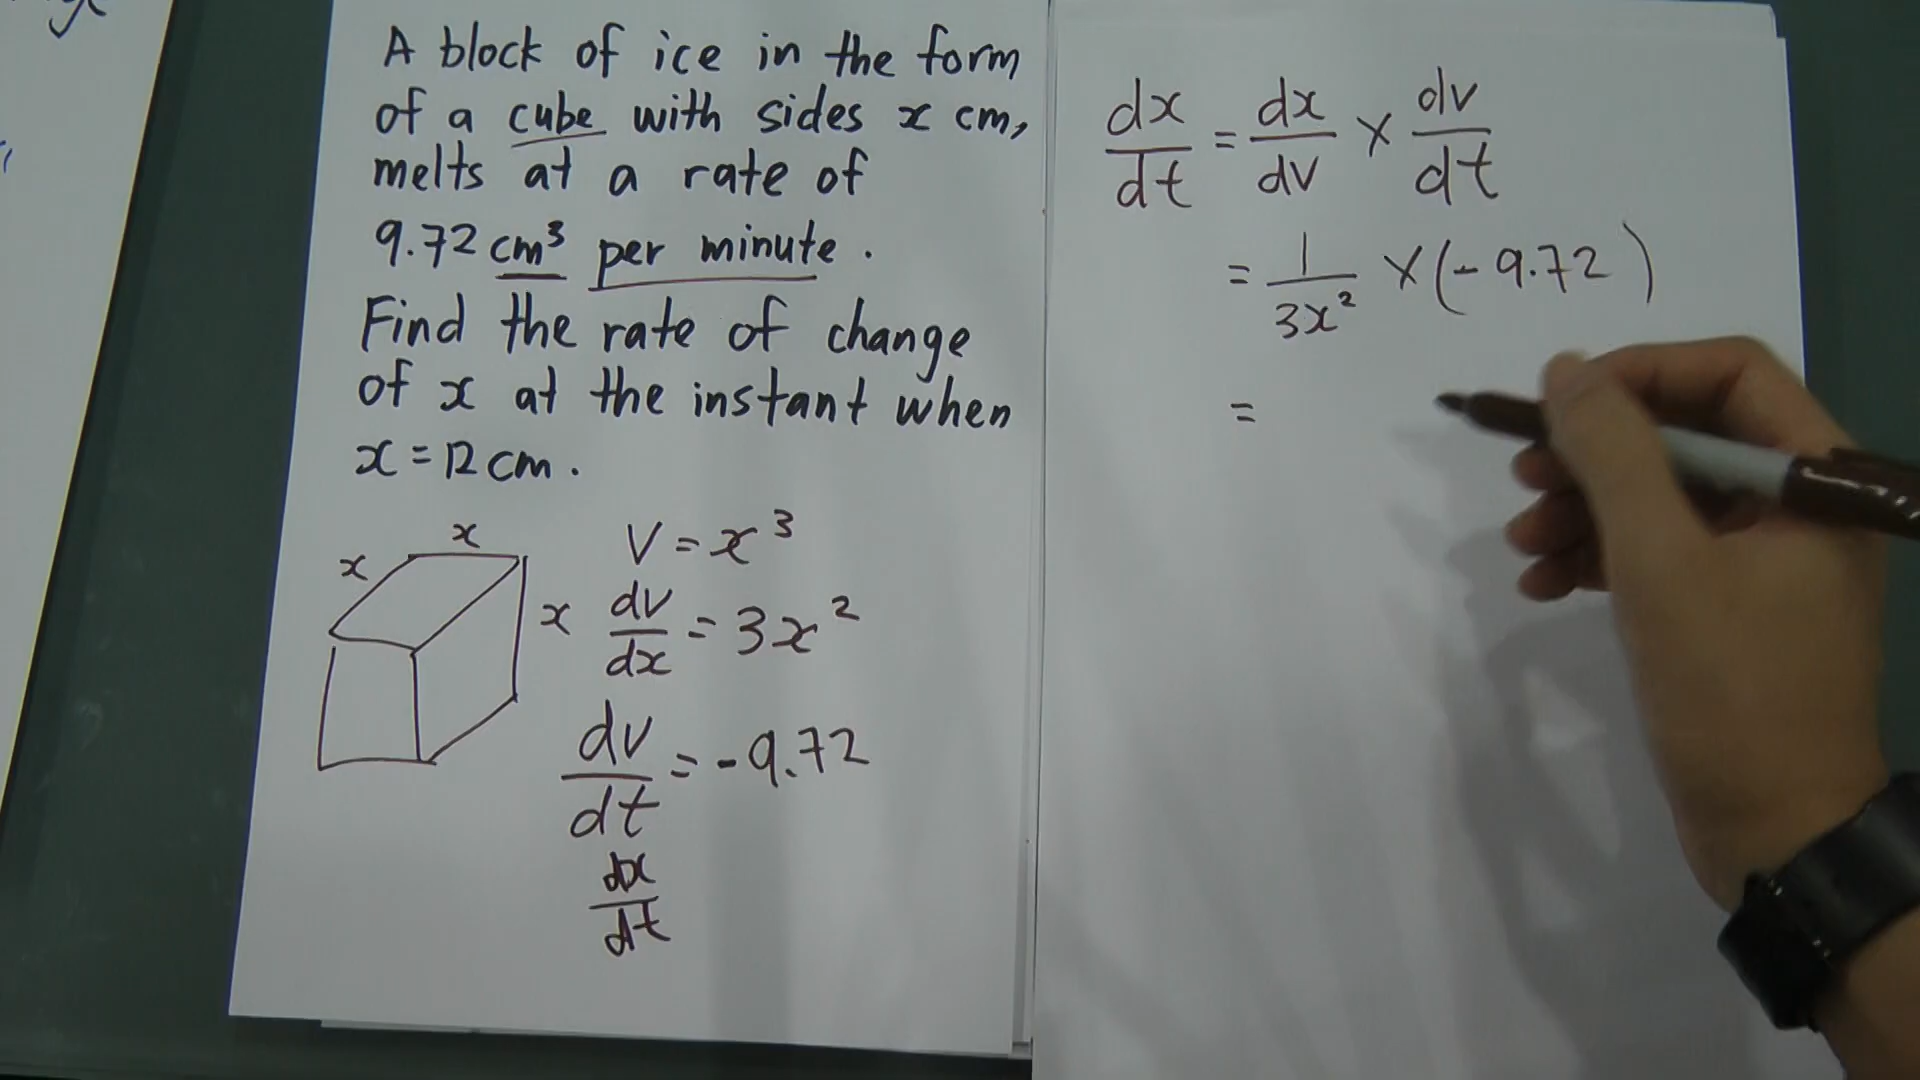 A block of ice in the form
of a cube with sides x cm,
melts at a rate of
9.72 cm³ per minute.
Find the rate of change
of x at the instant when
x = 12 cm.
x
x
x
V = x³
dv/dx = 3x²
dv/dt = -9.72
dx/dt
dx/dt = dx/dv × dv/dt
= 1/3x² × (-9.72)
=